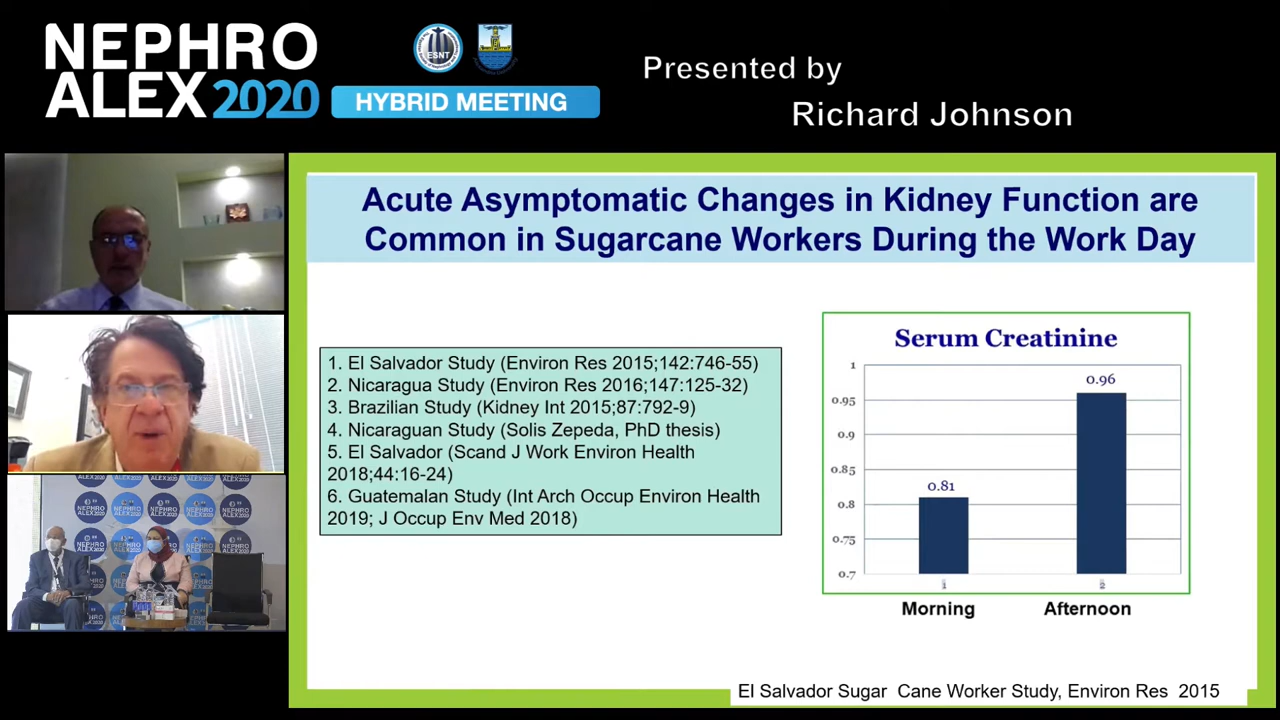 NEPHRO
ALEX2020
HYBRID MEETING
ESNT
Presented by
Richard Johnson
Acute Asymptomatic Changes in Kidney Function are
Common in Sugarcane Workers During the Work Day
1. El Salvador Study (Environ Res 2015;142:746-55)
2. Nicaragua Study (Environ Res 2016;147:125-32)
3. Brazilian Study (Kidney Int 2015;87:792-9)
4. Nicaraguan Study (Solis Zepeda, PhD thesis)
5. El Salvador (Scand J Work Environ Health
2018;44:16-24)
6. Guatemalan Study (Int Arch Occup Environ Health
2019; J Occup Env Med 2018)
Serum Creatinine
1
0.95
0.9
0.85
0.8
0.75
0.7
0.81
0.96
1
2
Morning
Afternoon
El Salvador Sugar Cane Worker Study, Environ Res 2015
NEPHRO
ALEX2020